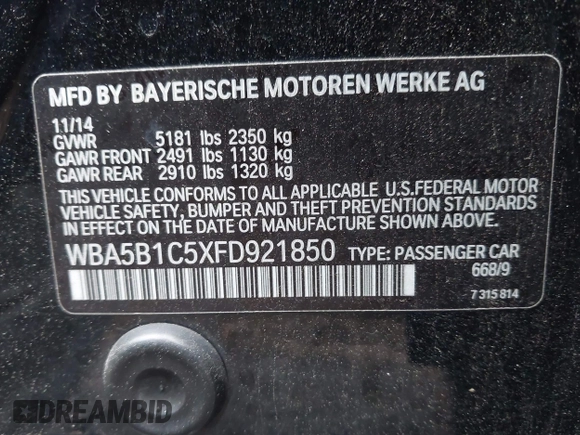 MFD BY BAYERISCHE MOTOREN WERKE AG
11/14
GVWR 5181 lbs 2350 kg
GAWR FRONT 2491 lbs 1130 kg
GAWR REAR 2910 lbs 1320 kg
THIS VEHICLE CONFORMS TO ALL APPLICABLE U.S.FEDERAL MOTOR
VEHICLE SAFETY, BUMPER AND THEFT PREVENTION STANDARDS
IN EFFECT ON THE DATE OF MANUFACTURE SHOWN ABOVE.
WBA5B1C5XFD921850 TYPE: PASSENGER CAR
668/9
7 315 814
DREAMBID